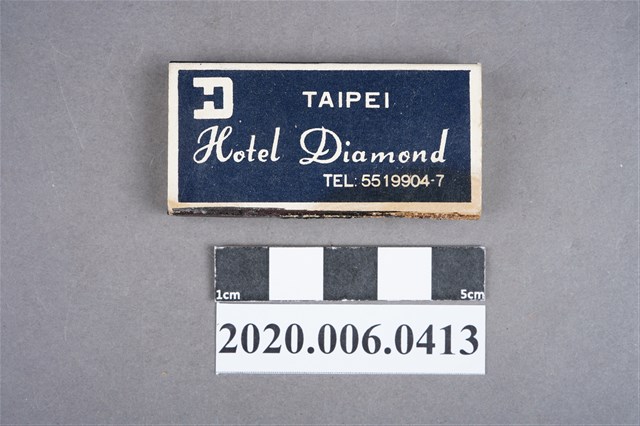 TAIPEI
Hotel Diamond
TEL: 5519904-7
1cm 5cm
2020.006.0413